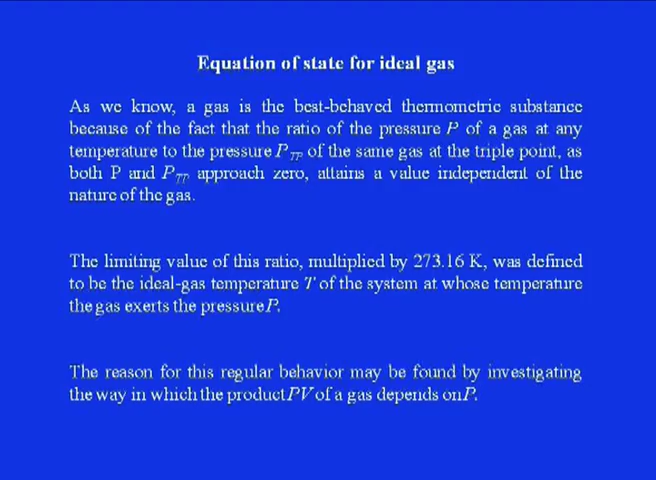 Equation of state for ideal gas
As we know, a gas is the best-behaved thermometric substance
because of the fact that the ratio of the pressure P of a gas at any
temperature to the pressure P_TP of the same gas at the triple point, as
both P and P_TP approach zero, attains a value independent of the
nature of the gas.
The limiting value of this ratio, multiplied by 273.16 K, was defined
to be the ideal-gas temperature T of the system at whose temperature
the gas exerts the pressure P.
The reason for this regular behavior may be found by investigating
the way in which the product PV of a gas depends on P.